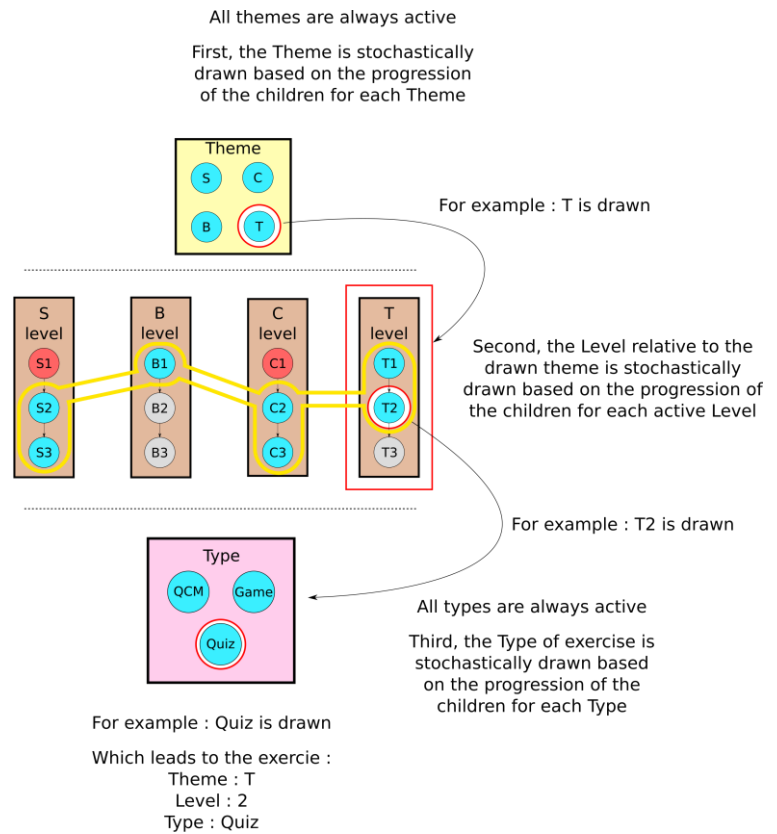 All themes are always active
First, the Theme is stochastically
drawn based on the progression
of the children for each Theme
Theme
S
C
B
T
For example : T is drawn
S
level
B
level
C
level
T
level
S1
B1
C1
T1
S2
B2
C2
T2
S3
B3
C3
T3
Second, the Level relative to the
drawn theme is stochastically
drawn based on the progression of
the children for each active Level
For example : T2 is drawn
Type
QCM
Game
Quiz
All types are always active
Third, the Type of exercise is
stochastically drawn based
on the progression of the
children for each Type
For example : Quiz is drawn
Which leads to the exercie :
Theme : T
Level : 2
Type : Quiz